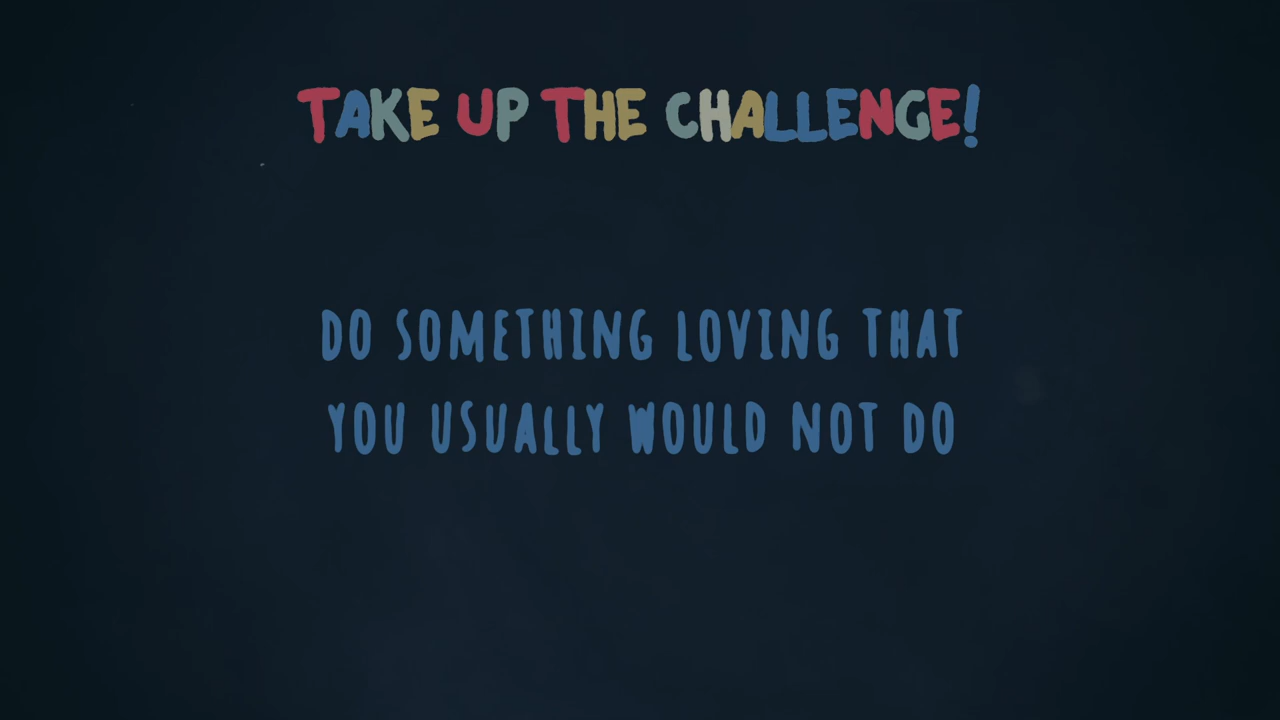 TAKE UP THE CHALLENGE!
DO SOMETHING LOVING THAT
YOU USUALLY WOULD NOT DO